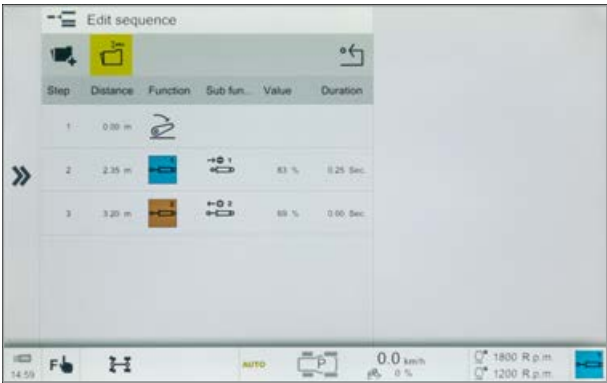 Edit sequence
Step Distance Function Sub fun... Value Duration
1 0.00 m
2 2.35 m 1 83 % 0.25 Sec.
3 3.20 m 2 69 % 0.00 Sec.
F AUTO P 0.0 km/h 1800 R.p.m.
14:59 0 % 1200 R.p.m.